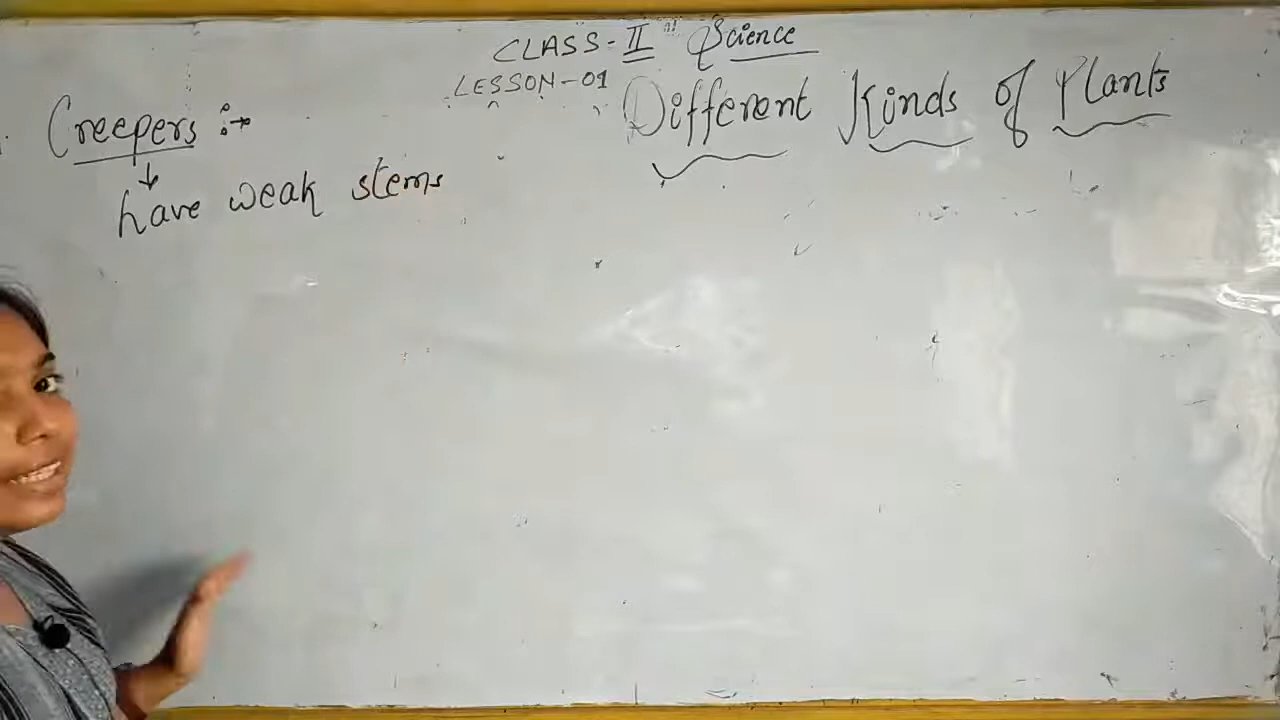 CLASS-II Science
LESSON-01 Different Kinds of Plants
Creepers :→
↓
have weak stems